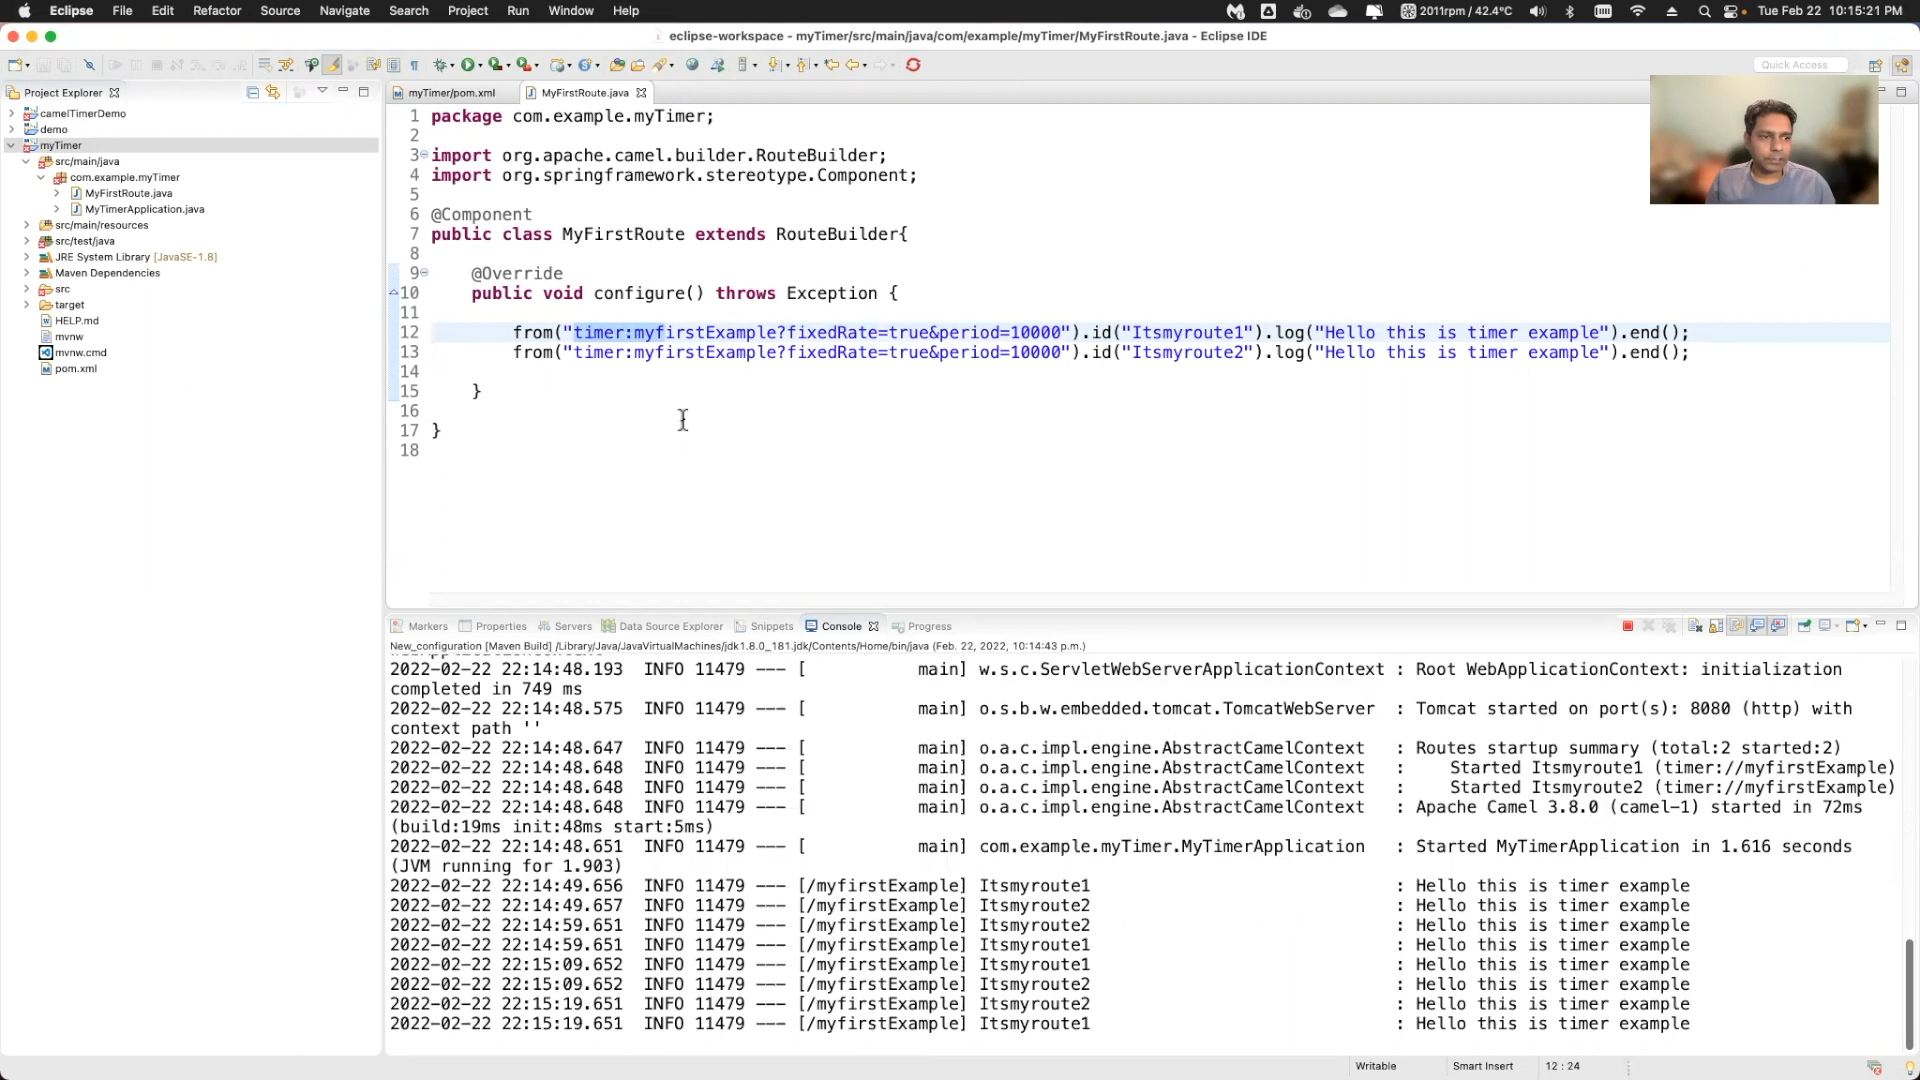 Eclipse File Edit Refactor Source Navigate Search Project Run Window Help 2011rpm / 42.4°C Tue Feb 22 10:15:21 PM
eclipse-workspace - myTimer/src/main/java/com/example/myTimer/MyFirstRoute.java - Eclipse IDE
Quick Access
Project Explorer
camelTimerDemo
demo
myTimer
src/main/java
com.example.myTimer
MyFirstRoute.java
MyTimerApplication.java
src/main/resources
src/test/java
JRE System Library [JavaSE-1.8]
Maven Dependencies
src
target
HELP.md
mvnw
mvnw.cmd
pom.xml
myTimer/pom.xml MyFirstRoute.java
1 package com.example.myTimer;
2
3 import org.apache.camel.builder.RouteBuilder;
4 import org.springframework.stereotype.Component;
5
6 @Component
7 public class MyFirstRoute extends RouteBuilder{
8
9 @Override
10 public void configure() throws Exception {
11
12 from("timer:myfirstExample?fixedRate=true&period=10000").id("Itsmyroute1").log("Hello this is timer example").end();
13 from("timer:myfirstExample?fixedRate=true&period=10000").id("Itsmyroute2").log("Hello this is timer example").end();
14
15 }
16
17 }
18
Markers Properties Servers Data Source Explorer Snippets Console Progress
New_configuration [Maven Build] /Library/Java/JavaVirtualMachines/jdk1.8.0_181.jdk/Contents/Home/bin/java (Feb. 22, 2022, 10:14:43 p.m.)
2022-02-22 22:14:48.193 INFO 11479 --- [ main] w.s.c.ServletWebServerApplicationContext : Root WebApplicationContext: initialization
completed in 749 ms
2022-02-22 22:14:48.575 INFO 11479 --- [ main] o.s.b.w.embedded.tomcat.TomcatWebServer : Tomcat started on port(s): 8080 (http) with
context path ''
2022-02-22 22:14:48.647 INFO 11479 --- [ main] o.a.c.impl.engine.AbstractCamelContext : Routes startup summary (total:2 started:2)
2022-02-22 22:14:48.648 INFO 11479 --- [ main] o.a.c.impl.engine.AbstractCamelContext : Started Itsmyroute1 (timer://myfirstExample)
2022-02-22 22:14:48.648 INFO 11479 --- [ main] o.a.c.impl.engine.AbstractCamelContext : Started Itsmyroute2 (timer://myfirstExample)
2022-02-22 22:14:48.648 INFO 11479 --- [ main] o.a.c.impl.engine.AbstractCamelContext : Apache Camel 3.8.0 (camel-1) started in 72ms
(build:19ms init:48ms start:5ms)
2022-02-22 22:14:48.651 INFO 11479 --- [ main] com.example.myTimer.MyTimerApplication : Started MyTimerApplication in 1.616 seconds
(JVM running for 1.903)
2022-02-22 22:14:49.656 INFO 11479 --- [/myfirstExample] Itsmyroute1 : Hello this is timer example
2022-02-22 22:14:49.657 INFO 11479 --- [/myfirstExample] Itsmyroute2 : Hello this is timer example
2022-02-22 22:14:59.651 INFO 11479 --- [/myfirstExample] Itsmyroute2 : Hello this is timer example
2022-02-22 22:14:59.651 INFO 11479 --- [/myfirstExample] Itsmyroute1 : Hello this is timer example
2022-02-22 22:15:09.652 INFO 11479 --- [/myfirstExample] Itsmyroute1 : Hello this is timer example
2022-02-22 22:15:09.652 INFO 11479 --- [/myfirstExample] Itsmyroute2 : Hello this is timer example
2022-02-22 22:15:19.651 INFO 11479 --- [/myfirstExample] Itsmyroute2 : Hello this is timer example
2022-02-22 22:15:19.651 INFO 11479 --- [/myfirstExample] Itsmyroute1 : Hello this is timer example
Writable Smart Insert 12 : 24